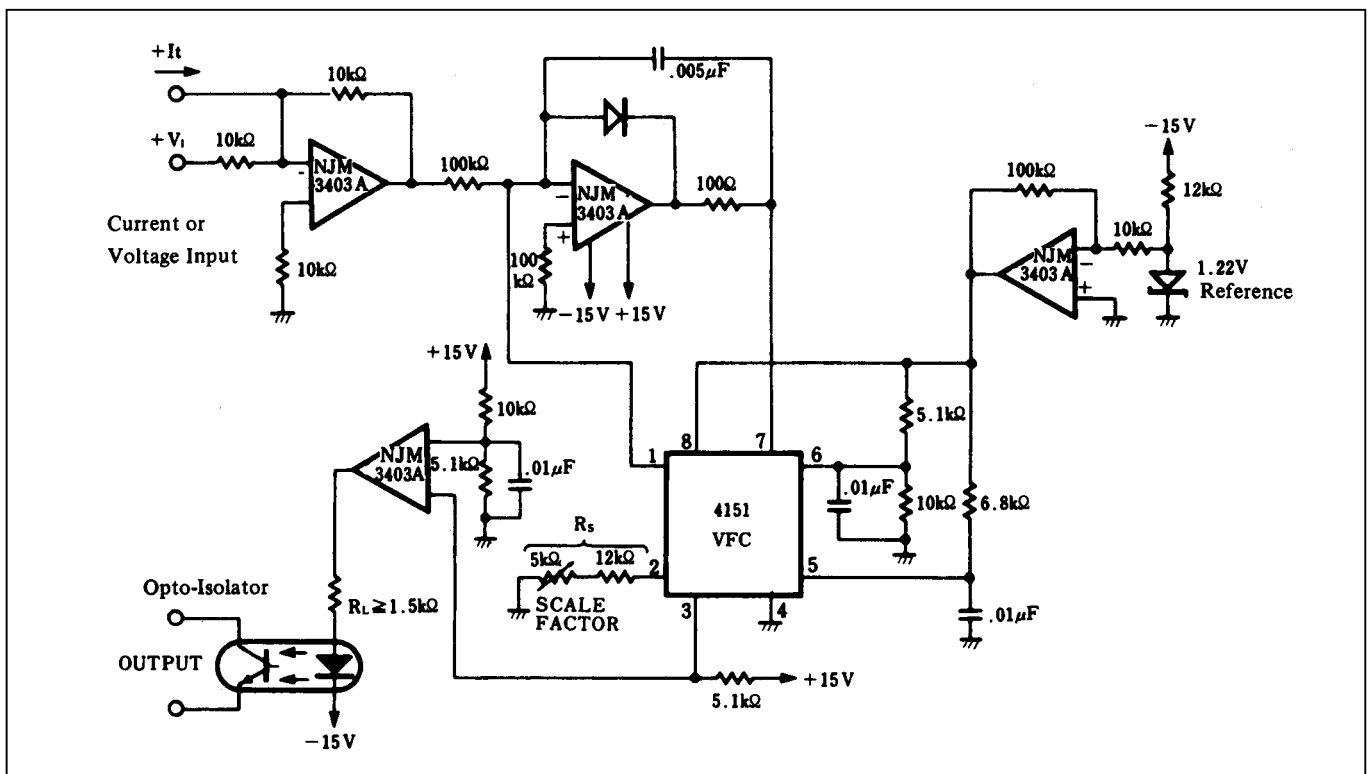 +It
10kΩ
.005μF
+V₁
10kΩ
NJM
3403A
-
100kΩ
−
NJM
3403A
+
100Ω
100
kΩ
−15V
+15V
Current or
Voltage Input
10kΩ
−15V
12kΩ
100kΩ
10kΩ
NJM
3403A
−
+
1.22V
Reference
+15V
10kΩ
NJM
3403A
5.1kΩ
.01μF
8
7
1
6
4151
VFC
2
5
3
4
5.1kΩ
.01μF
10kΩ
6.8kΩ
.01μF
Rs
5kΩ
12kΩ
SCALE
FACTOR
Opto-Isolator
RL≧1.5kΩ
OUTPUT
−15V
5.1kΩ
+15V